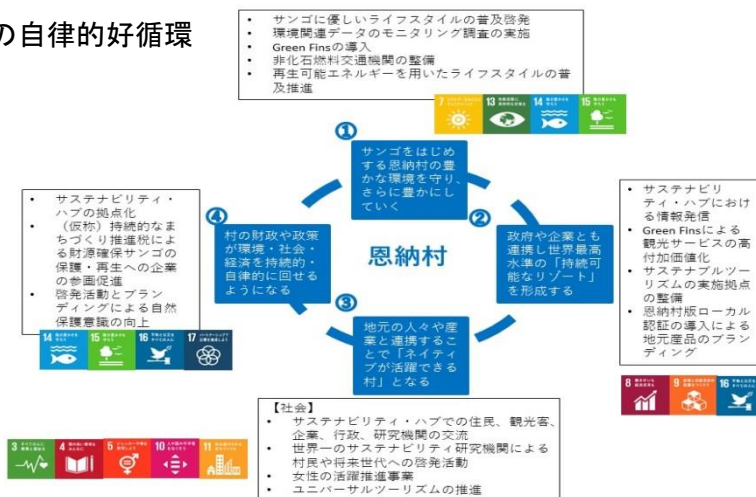 の自律的好循環
• サンゴに優しいライフスタイルの普及啓発
• 環境関連データのモニタリング調査の実施
• Green Finsの導入
• 非化石燃料交通機関の整備
• 再生可能エネルギーを用いたライフスタイルの普
及推進
7
13
14
15
①
サンゴをはじめ
する恩納村の豊
かな環境を守り、
さらに豊かにし
ていく
②
政府や企業とも
連携し世界最高
水準の「持続可
能なリゾート」
を形成する
• サステナビリ
ティ・ハブにおけ
る情報発信
• Green Finsによる
観光サービスの高
付加価値化
• サステナブルツー
リズムの実施拠点
の整備
• 恩納村版ローカル
認証の導入による
地元産品のブラン
ディング
8
9
16
恩納村
③
地元の人々や産
業と連携するこ
とで「ネイティ
ブが活躍できる
村」となる
【社会】
• サステナビリティ・ハブでの住民、観光客、
企業、行政、研究機関の交流
• 世界一のサステナビリティ研究機関による
村民や将来世代への啓発活動
• 女性の活躍推進事業
• ユニバーサルツーリズムの推進
3
4
5
10
11
④
村の財政や政策
が環境・社会・
経済を持続的・
自律的に回せる
ようになる
• サステナビリティ・
ハブの拠点化
• （仮称）持続的なま
ちづくり推進税によ
る財源確保サンゴの
保護・再生への企業
の参画促進
• 啓発活動とブラン
ディングによる自然
保護意識の向上
14
15
16
17